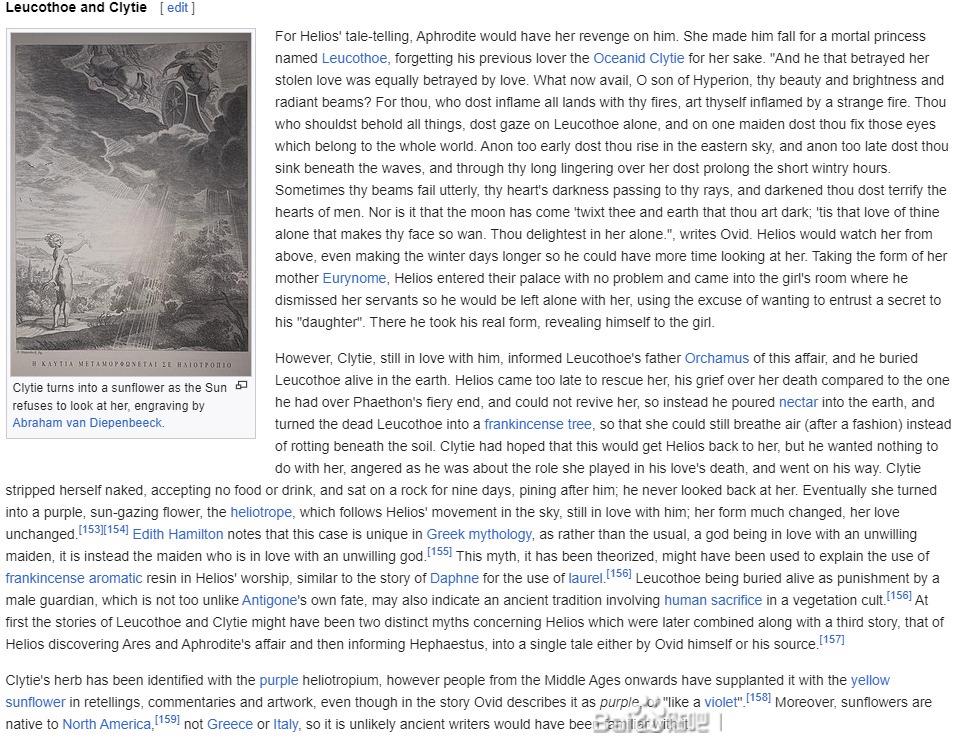 Leucothoe and Clytie [ edit ]
Η ΚΛΥΤΙΑ ΜΕΤΑΜΟΡΦΩΝΕΤΑΙ ΣΕ ΗΛΙΟΤΡΟΠΙΟ
Clytie turns into a sunflower as the Sun
refuses to look at her, engraving by
Abraham van Diepenbeeck.
For Helios' tale-telling, Aphrodite would have her revenge on him. She made him fall for a mortal princess
named Leucothoe, forgetting his previous lover the Oceanid Clytie for her sake. "And he that betrayed her
stolen love was equally betrayed by love. What now avail, O son of Hyperion, thy beauty and brightness and
radiant beams? For thou, who dost inflame all lands with thy fires, art thyself inflamed by a strange fire. Thou
who shouldst behold all things, dost gaze on Leucothoe alone, and on one maiden dost thou fix those eyes
which belong to the whole world. Anon too early dost thou rise in the eastern sky, and anon too late dost thou
sink beneath the waves, and through thy long lingering over her dost prolong the short wintry hours.
Sometimes thy beams fail utterly, thy heart's darkness passing to thy rays, and darkened thou dost terrify the
hearts of men. Nor is it that the moon has come 'twixt thee and earth that thou art dark; 'tis that love of thine
alone that makes thy face so wan. Thou delightest in her alone.", writes Ovid. Helios would watch her from
above, even making the winter days longer so he could have more time looking at her. Taking the form of her
mother Eurynome, Helios entered their palace with no problem and came into the girl's room where he
dismissed her servants so he would be left alone with her, using the excuse of wanting to entrust a secret to
his "daughter". There he took his real form, revealing himself to the girl.
However, Clytie, still in love with him, informed Leucothoe's father Orchamus of this affair, and he buried
Leucothoe alive in the earth. Helios came too late to rescue her, his grief over her death compared to the one
he had over Phaethon's fiery end, and could not revive her, so instead he poured nectar into the earth, and
turned the dead Leucothoe into a frankincense tree, so that she could still breathe air (after a fashion) instead
of rotting beneath the soil. Clytie had hoped that this would get Helios back to her, but he wanted nothing to
do with her, angered as he was about the role she played in his love's death, and went on his way. Clytie
stripped herself naked, accepting no food or drink, and sat on a rock for nine days, pining after him; he never looked back at her. Eventually she turned
into a purple, sun-gazing flower, the heliotrope, which follows Helios' movement in the sky, still in love with him; her form much changed, her love
unchanged.[153][154] Edith Hamilton notes that this case is unique in Greek mythology, as rather than the usual, a god being in love with an unwilling
maiden, it is instead the maiden who is in love with an unwilling god.[155] This myth, it has been theorized, might have been used to explain the use of
frankincense aromatic resin in Helios' worship, similar to the story of Daphne for the use of laurel.[156] Leucothoe being buried alive as punishment by a
male guardian, which is not too unlike Antigone's own fate, may also indicate an ancient tradition involving human sacrifice in a vegetation cult.[156] At
first the stories of Leucothoe and Clytie might have been two distinct myths concerning Helios which were later combined along with a third story, that of
Helios discovering Ares and Aphrodite's affair and then informing Hephaestus, into a single tale either by Ovid himself or his source.[157]
Clytie's herb has been identified with the purple heliotropium, however people from the Middle Ages onwards have supplanted it with the yellow
sunflower in retellings, commentaries and artwork, even though in the story Ovid describes it as purple or "like a violet".[158] Moreover, sunflowers are
native to North America,[159] not Greece or Italy, so it is unlikely ancient writers would have been familiar with it.